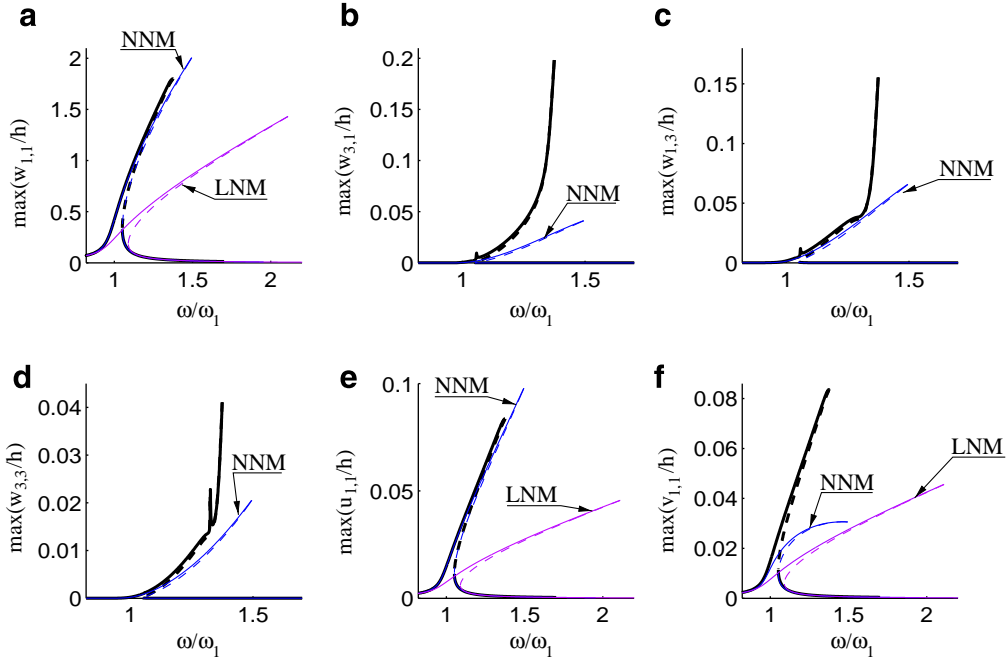 a
NNM
2
1.5
1
0.5
0
max(w1,1/h)
LNM
1
1.5
2
ω/ω1
b
0.2
0.15
0.1
0.05
0
max(w3,1/h)
NNM
1
1.5
ω/ω1
c
0.15
0.1
0.05
0
max(w1,3/h)
NNM
1
1.5
ω/ω1
d
0.04
0.03
0.02
0.01
0
max(w3,3/h)
NNM
1
1.5
ω/ω1
e
0.1
0.05
0
max(u1,1/h)
NNM
LNM
1
1.5
2
ω/ω1
f
0.08
0.06
0.04
0.02
0
max(v1,1/h)
NNM
LNM
1
1.5
2
ω/ω1